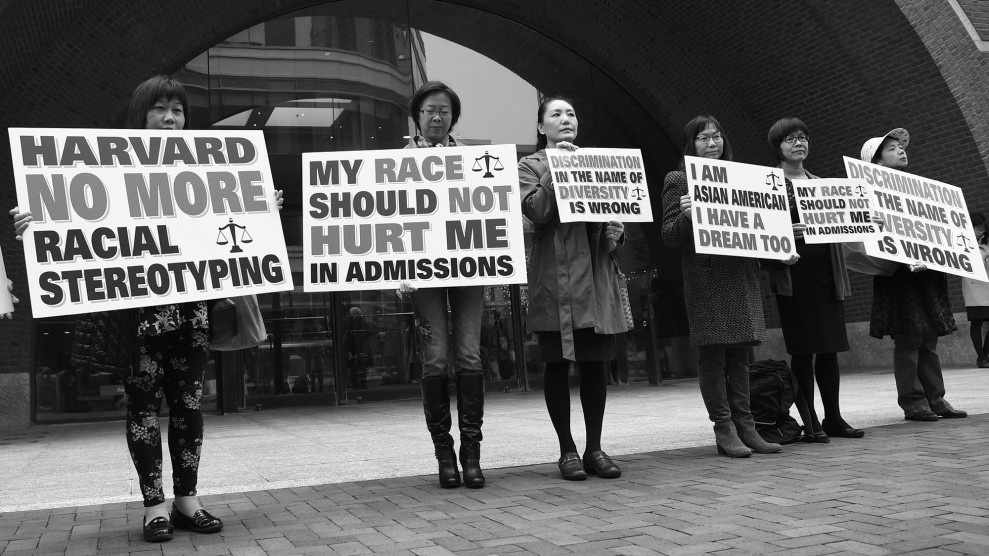 HARVARD
NO MORE
RACIAL
STEREOTYPING
MY RACE
SHOULD NOT
HURT ME
IN ADMISSIONS
DISCRIMINATION
IN THE NAME OF
DIVERSITY
IS WRONG
I AM
ASIAN AMERICAN
I HAVE A
DREAM TOO
MY RACE
SHOULD NOT
HURT ME
IN ADMISSIONS
DISCRIMINATION
THE NAME OF
DIVERSITY
IS WRONG